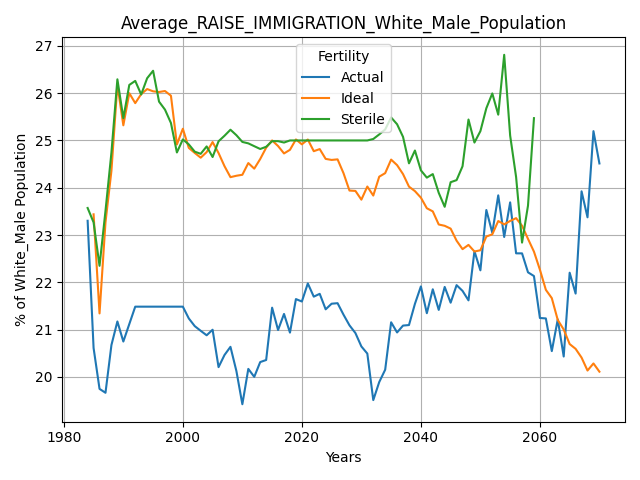 Average_RAISE_IMMIGRATION_White_Male_Population
Fertility
Actual
Ideal
Sterile
% of White_Male Population
27
26
25
24
23
22
21
20
1980
2000
2020
2040
2060
Years